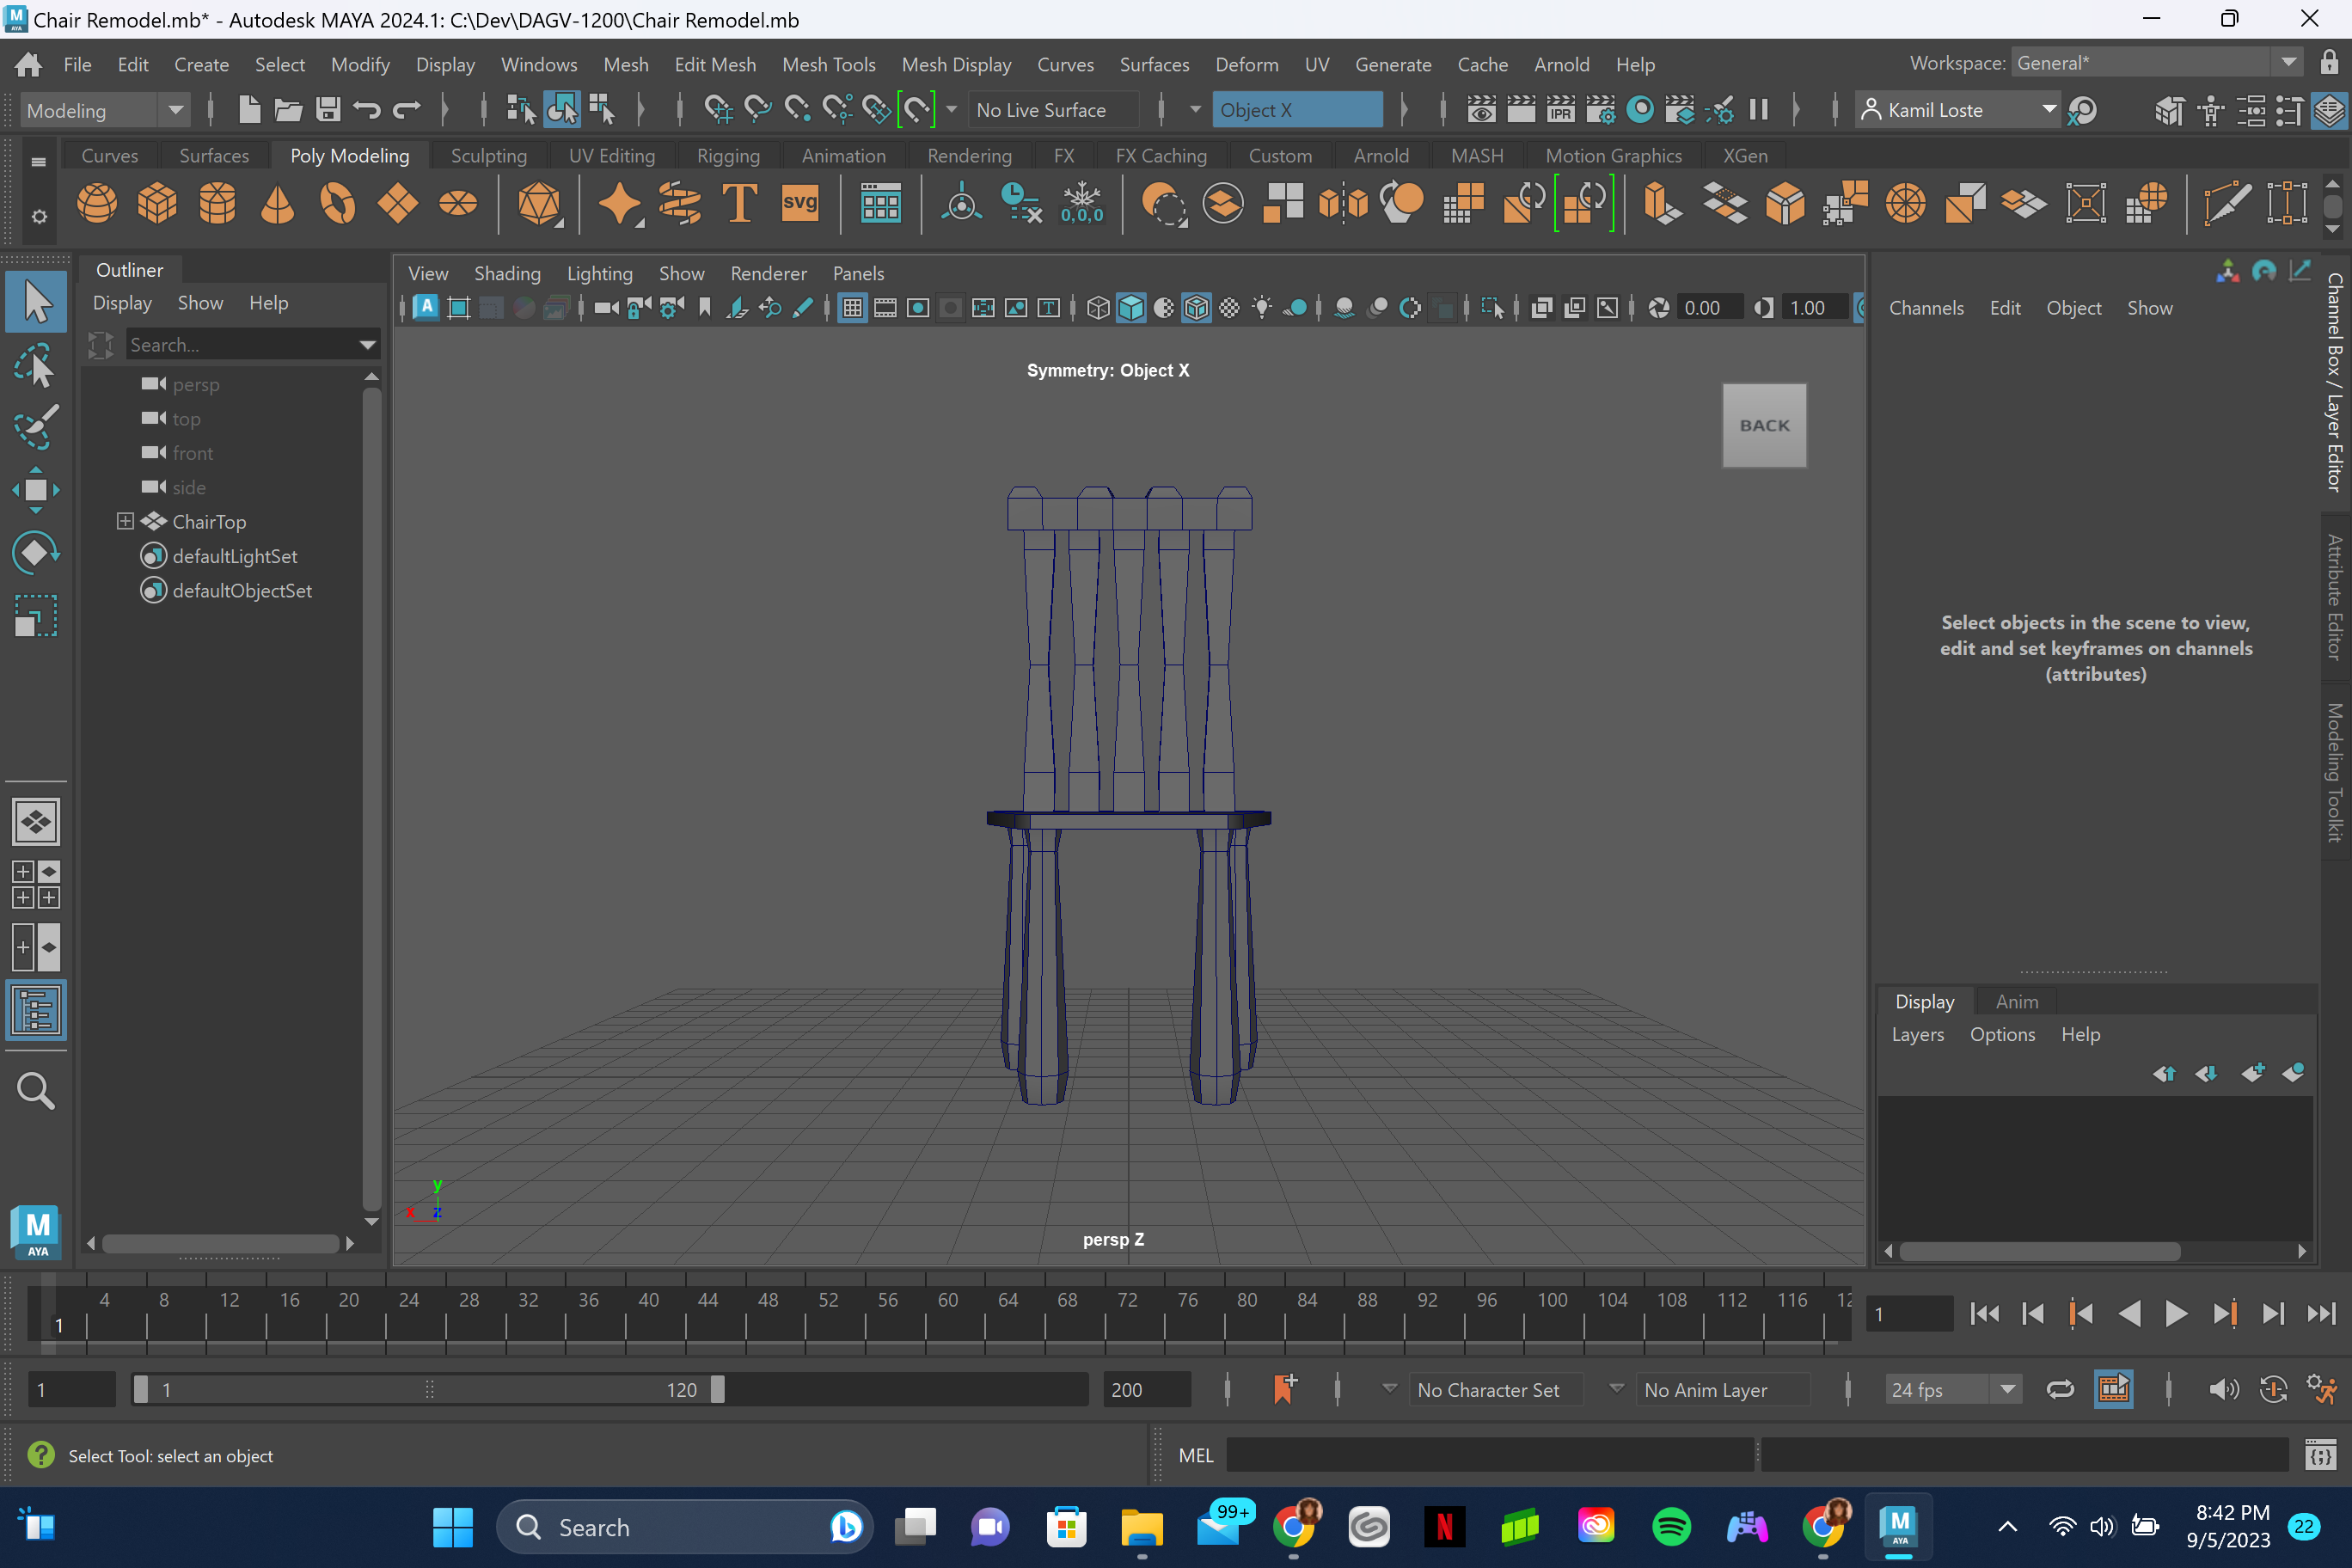 Chair Remodel.mb* - Autodesk MAYA 2024.1: C:\Dev\DAGV-1200\Chair Remodel.mb
File Edit Create Select Modify Display Windows Mesh Edit Mesh Mesh Tools Mesh Display Curves Surfaces Deform UV Generate Cache Arnold Help Workspace: General*
Modeling No Live Surface Object X IPR Kamil Loste
Curves Surfaces Poly Modeling Sculpting UV Editing Rigging Animation Rendering FX FX Caching Custom Arnold MASH Motion Graphics XGen
T svg 0,0,0
Outliner
Display Show Help
Search...
persp
top
front
side
ChairTop
defaultLightSet
defaultObjectSet
View Shading Lighting Show Renderer Panels
A T 0.00 1.00
Symmetry: Object X
BACK
y
x z
persp Z
Channels Edit Object Show
Select objects in the scene to view,
edit and set keyframes on channels
(attributes)
Channel Box / Layer Editor
Attribute Editor
Modeling Toolkit
Display Anim
Layers Options Help
M
AYA
4 8 12 16 20 24 28 32 36 40 44 48 52 56 60 64 68 72 76 80 84 88 92 96 100 104 108 112 116 12
1 1
1 1 120 200 No Character Set No Anim Layer 24 fps
Select Tool: select an object MEL
Search 99+ N M AYA 8:42 PM
9/5/2023 22